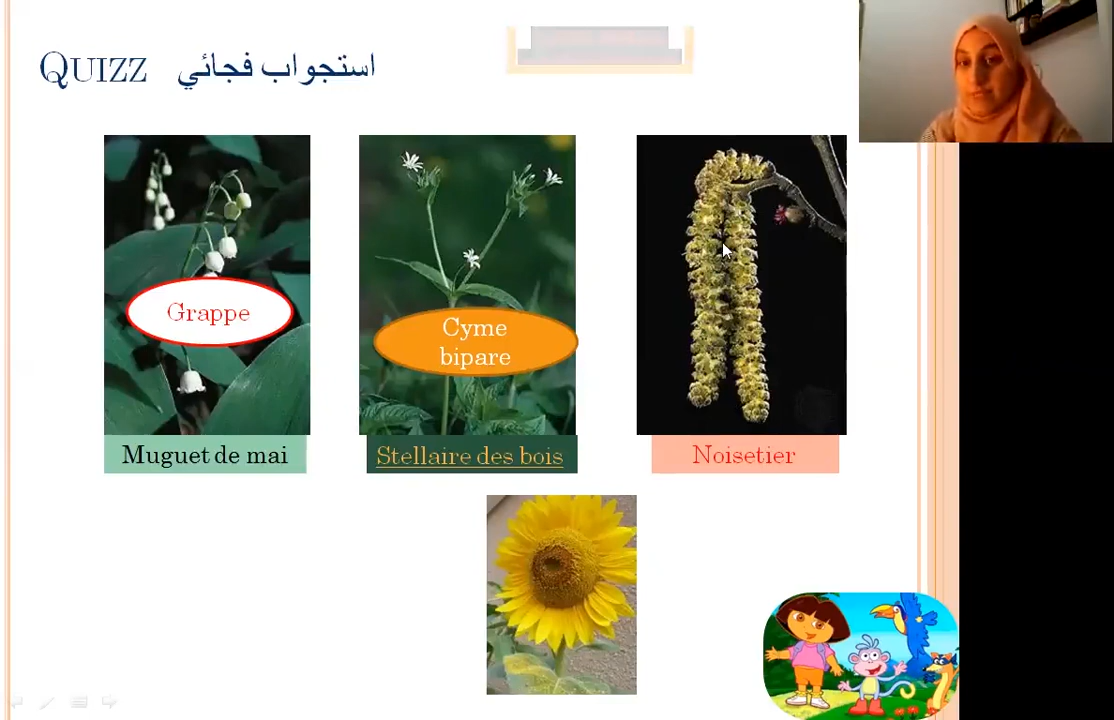 Quizz استجواب فجائي
Grappe
Cyme
bipare
Muguet de mai
Stellaire des bois
Noisetier